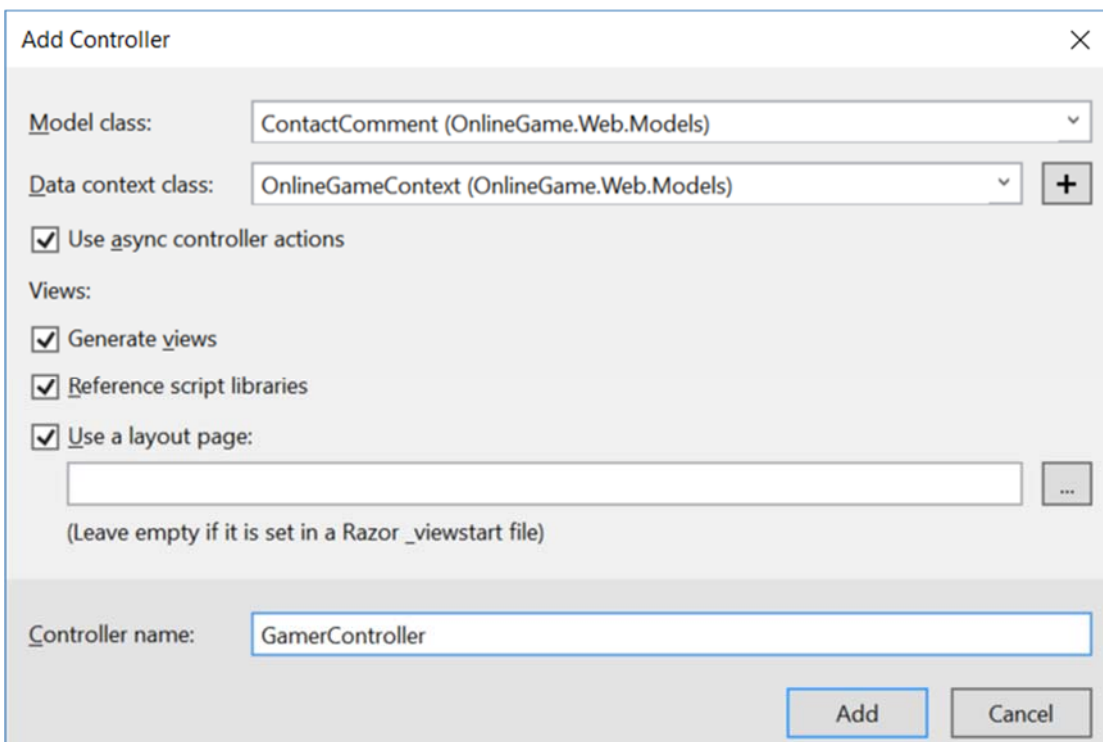 Add Controller
Model class: ContactComment (OnlineGame.Web.Models)
Data context class: OnlineGameContext (OnlineGame.Web.Models) +
Use async controller actions
Views:
Generate views
Reference script libraries
Use a layout page:
...
(Leave empty if it is set in a Razor _viewstart file)
Controller name: GamerController
Add Cancel